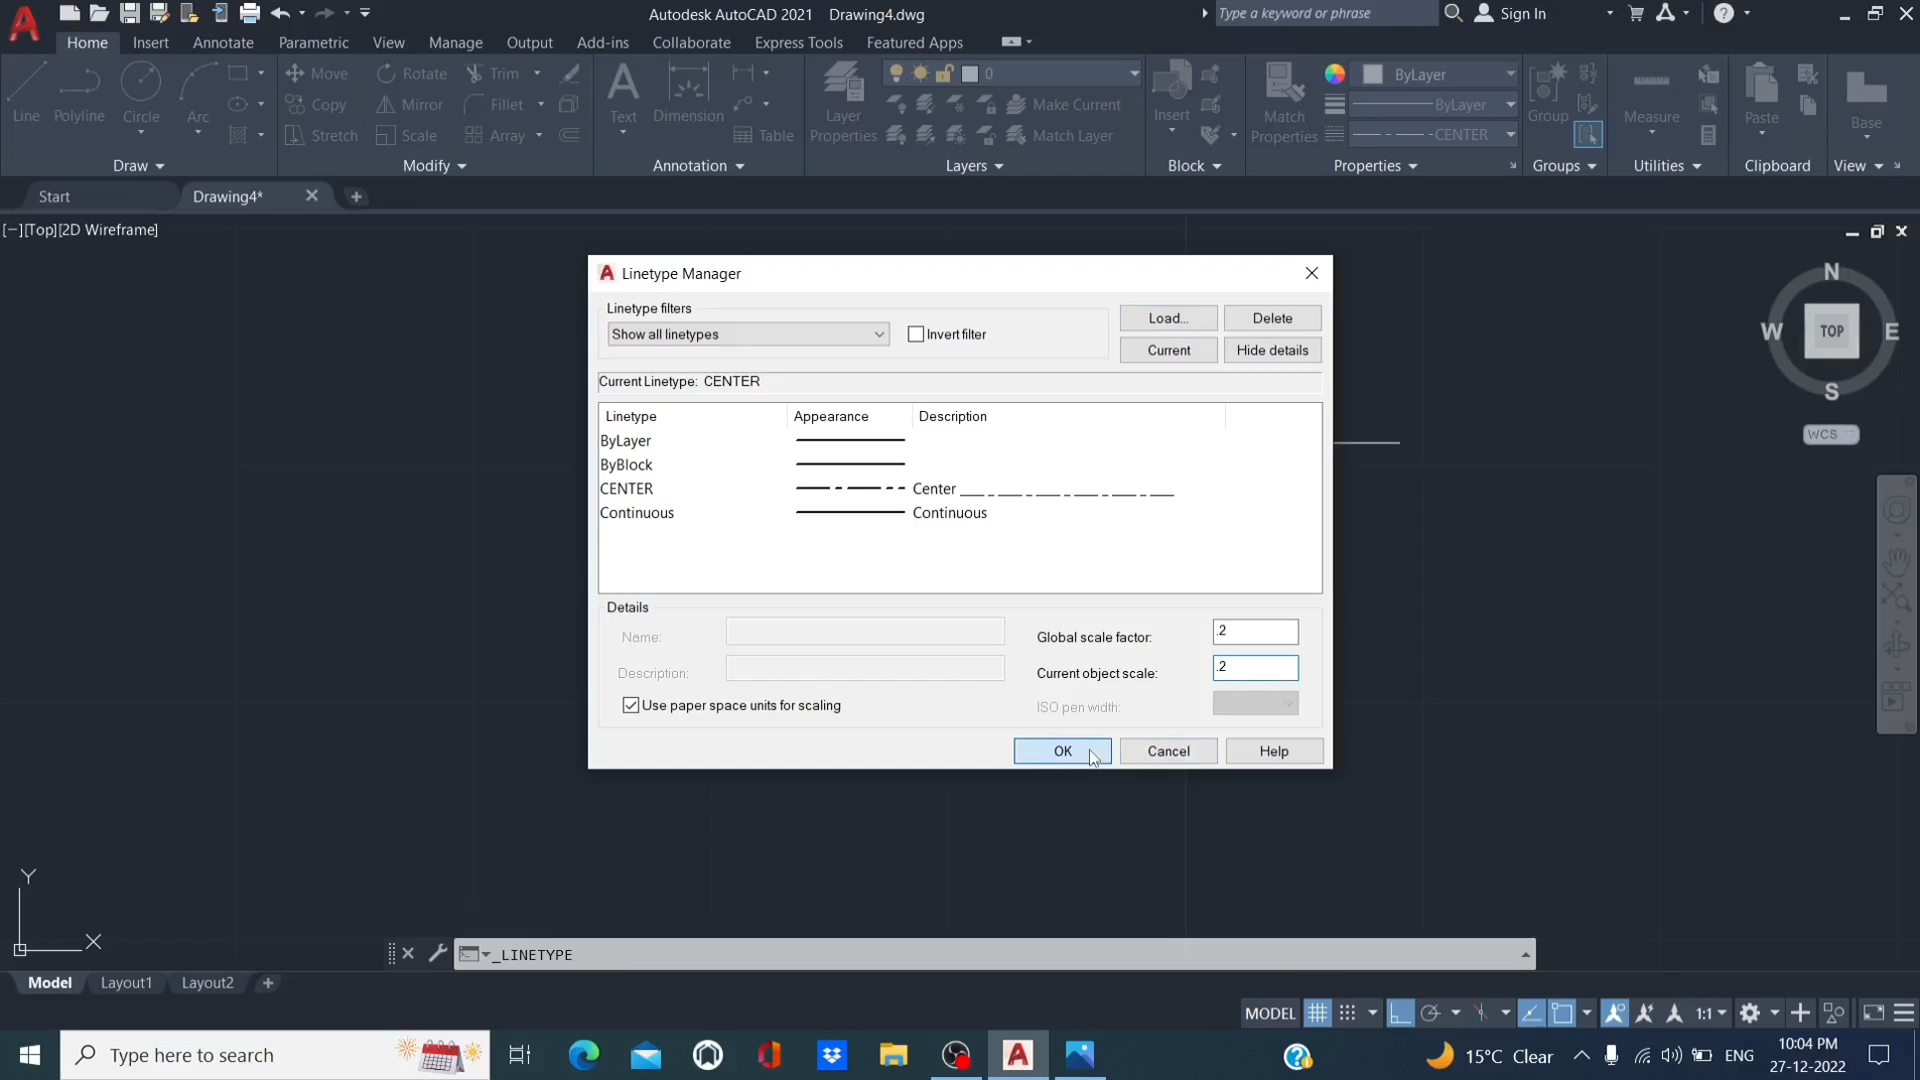 Autodesk AutoCAD 2021 Drawing4.dwg
Type a keyword or phrase
Sign In
Home Insert Annotate Parametric View Manage Output Add-ins Collaborate Express Tools Featured Apps
Line Polyline Circle Arc
Move Rotate Trim
Copy Mirror Fillet
Stretch Scale Array
Text Dimension Table
Layer Properties
0
Make Current
Match Layer
Insert
Match Properties
ByLayer
ByLayer
CENTER
Group
Measure
Paste
Base
Draw Modify Annotation Layers Block Properties Groups Utilities Clipboard View
Start Drawing4*
[−][Top][2D Wireframe]
N
W TOP E
S
WCS
Linetype Manager
Linetype filters
Show all linetypes
Invert filter
Load... Delete
Current Hide details
Current Linetype: CENTER
Linetype Appearance Description
ByLayer
ByBlock
CENTER Center
Continuous Continuous
Details
Name:
Global scale factor: .2
Description:
Current object scale: .2
Use paper space units for scaling
ISO pen width:
OK Cancel Help
Y
X
_LINETYPE
Model Layout1 Layout2
MODEL 1:1
Type here to search
15°C Clear
ENG
10:04 PM
27-12-2022